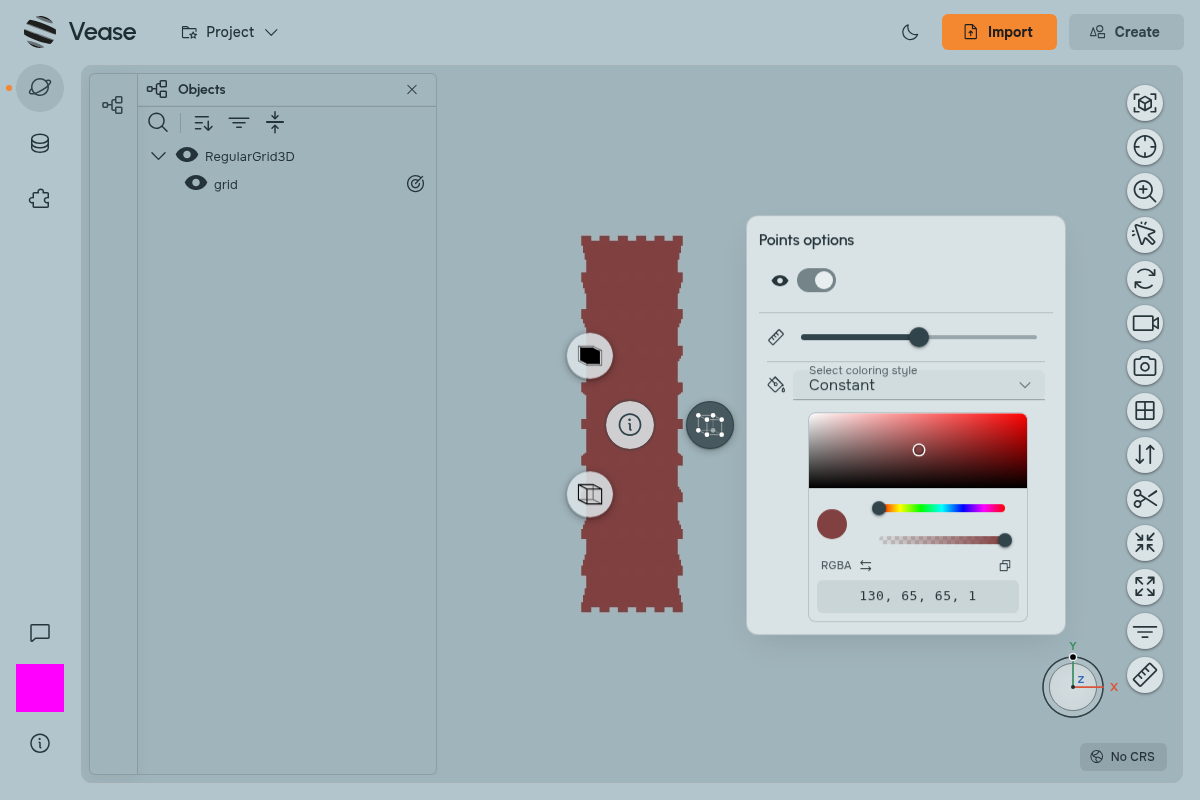 Vease
Project
Import
Create
Objects
RegularGrid3D
grid
Points options
Select coloring style
Constant
RGBA
130, 65, 65, 1
Y
Z
X
No CRS